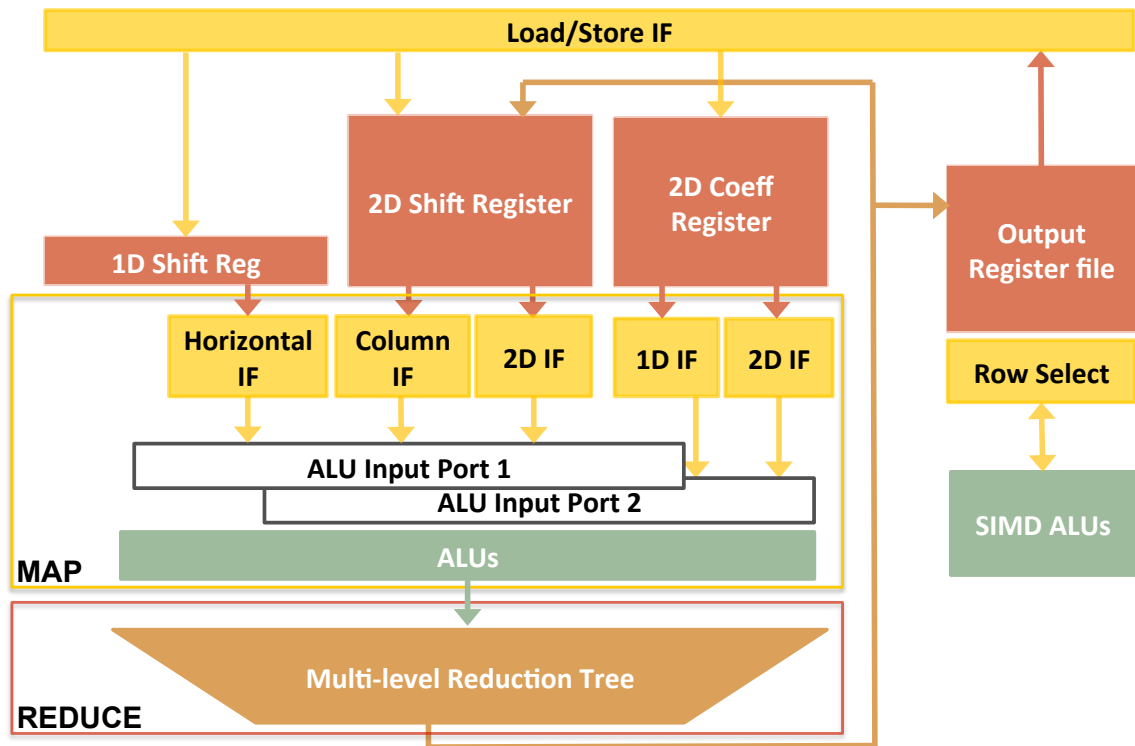 Load/Store IF
2D Shift Register
2D Coeff
Register
1D Shift Reg
Output
Register file
Horizontal
IF
Column
IF
2D IF
1D IF
2D IF
Row Select
ALU Input Port 1
ALU Input Port 2
SIMD ALUs
ALUs
MAP
Multi-level Reduction Tree
REDUCE